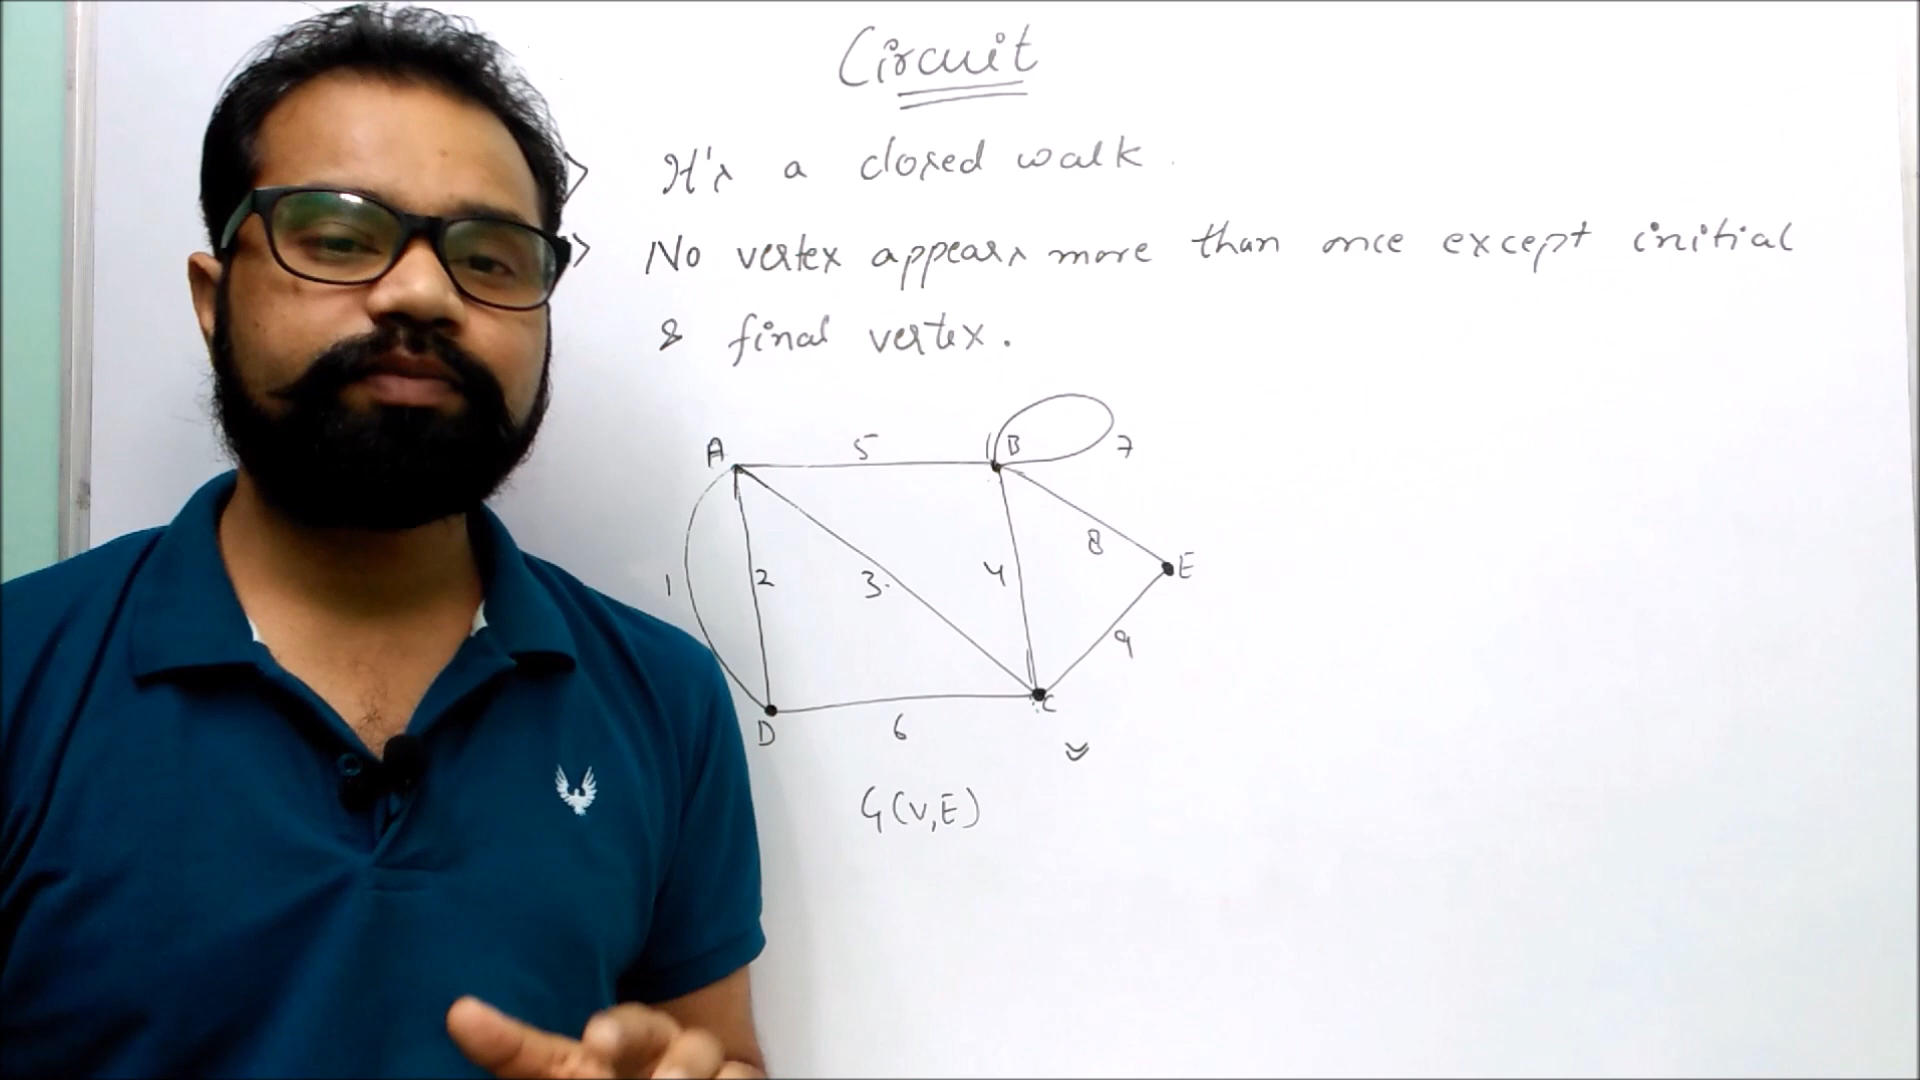 Circuit
> It's a closed walk.
> No vertex appears more than once except initial
& final vertex.
A 5 B 7
8
1 2 3. 4 E
9
D 6 C
G(V,E)